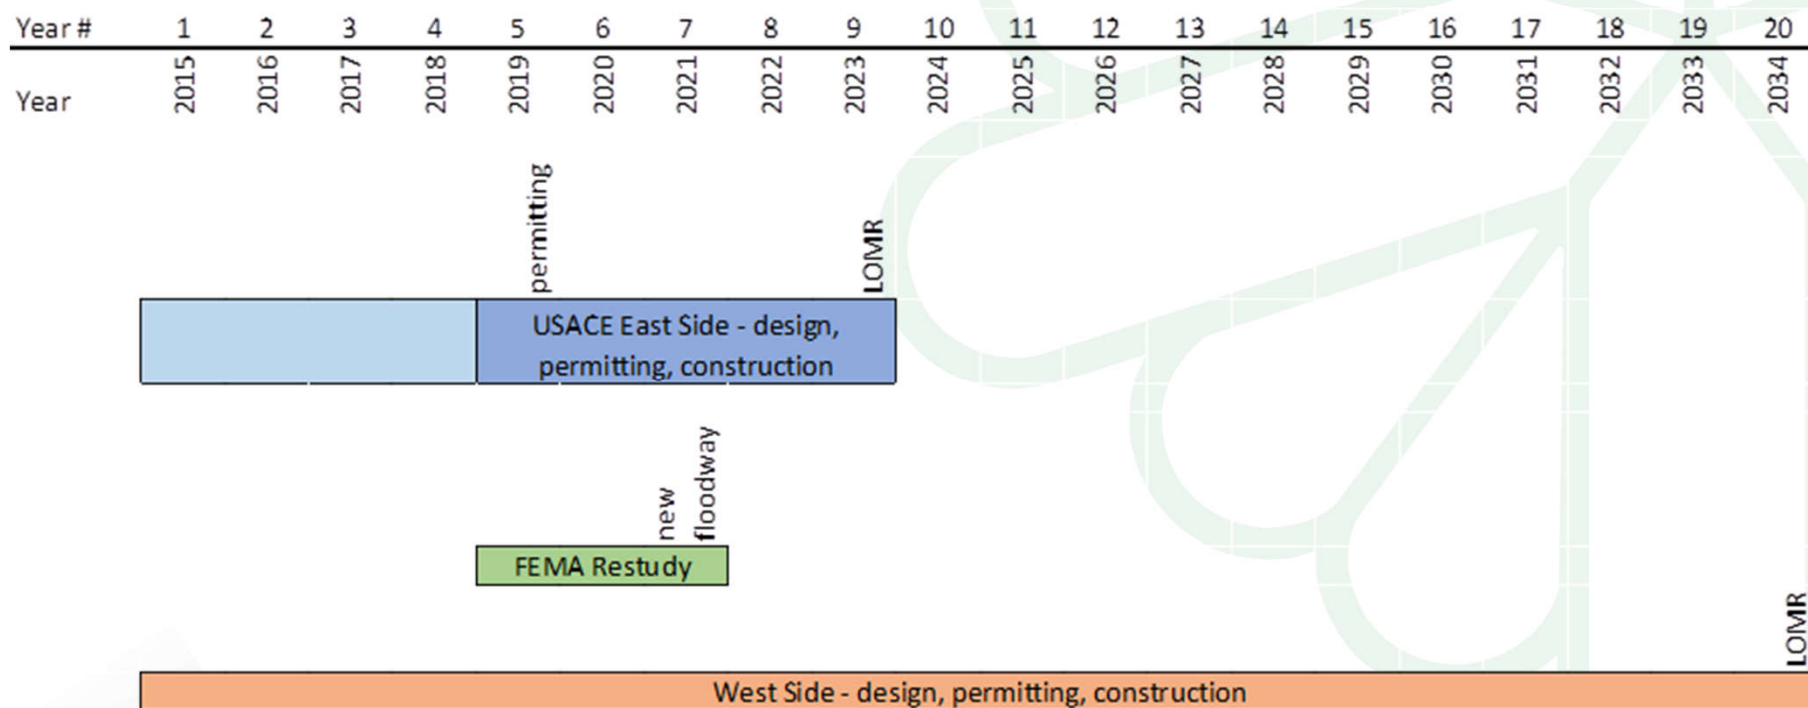 Year # 1 2 3 4 5 6 7 8 9 10 11 12 13 14 15 16 17 18 19 20
Year 2015 2016 2017 2018 2019 2020 2021 2022 2023 2024 2025 2026 2027 2028 2029 2030 2031 2032 2033 2034
permitting
LOMR
USACE East Side - design,
permitting, construction
new
floodway
FEMA Restudy
LOMR
West Side - design, permitting, construction